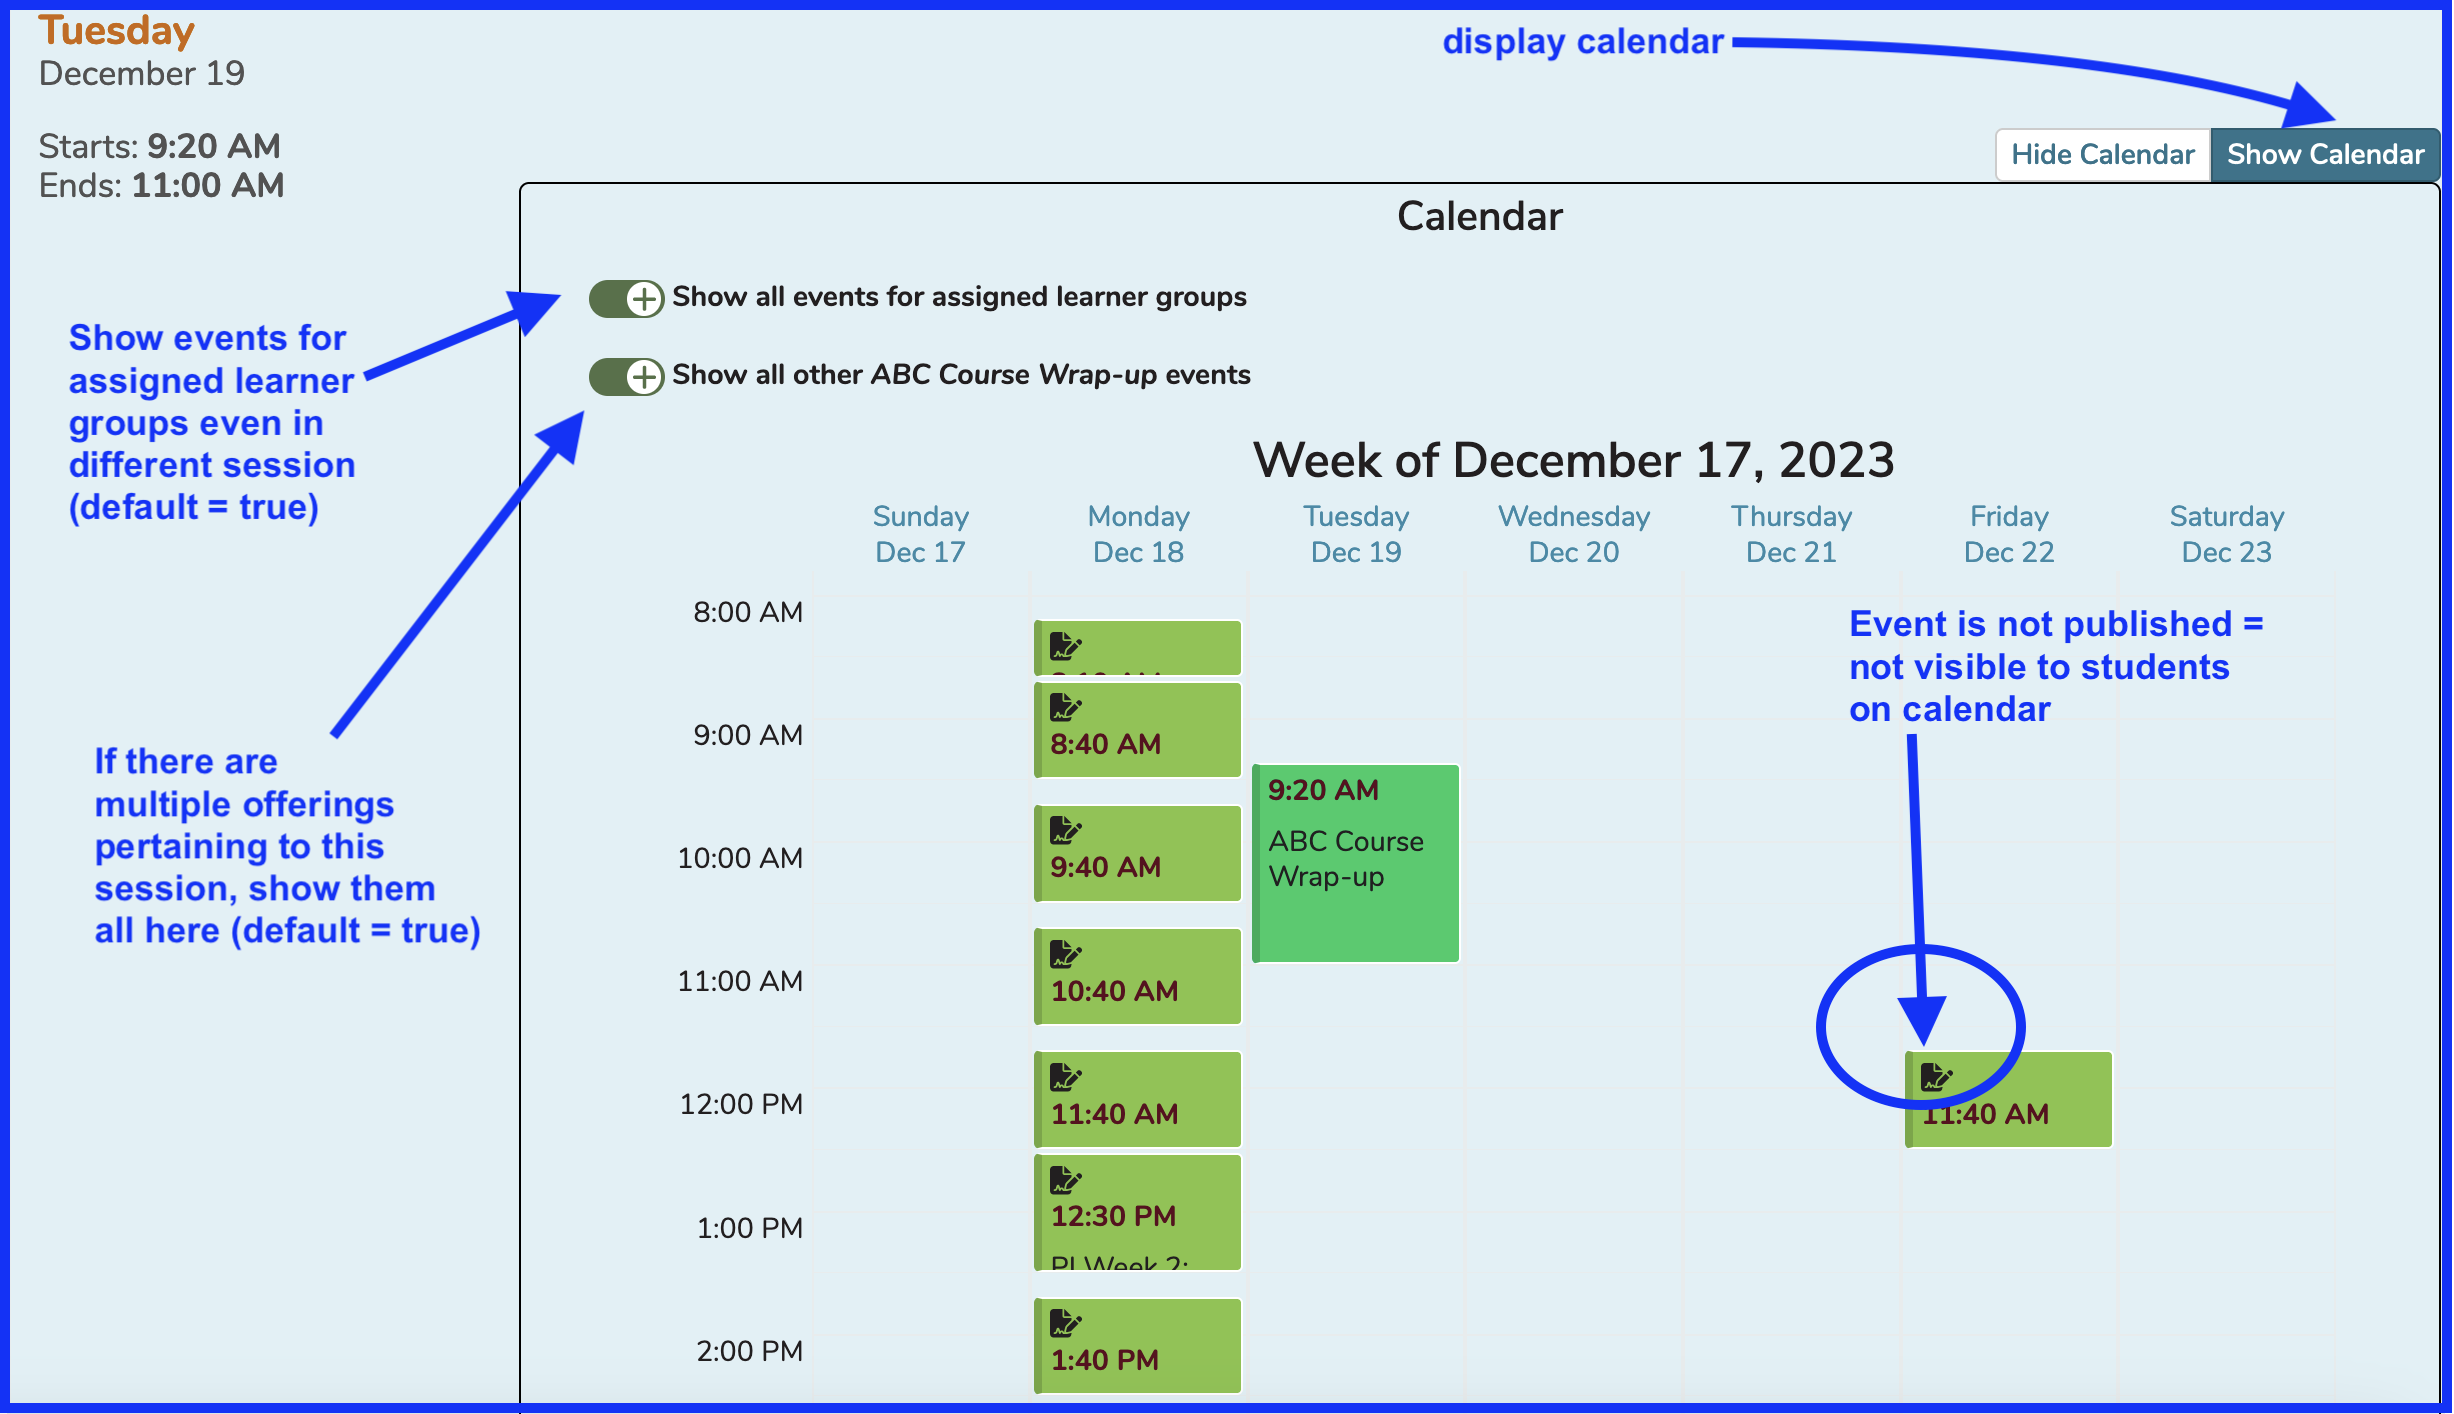 Tuesday
December 19
Starts: 9:20 AM
Ends: 11:00 AM
display calendar
Hide Calendar
Show Calendar
Calendar
Show all events for assigned learner groups
Show all other ABC Course Wrap-up events
Show events for
assigned learner
groups even in
different session
(default = true)
If there are
multiple offerings
pertaining to this
session, show them
all here (default = true)
Week of December 17, 2023
Sunday
Dec 17
Monday
Dec 18
Tuesday
Dec 19
Wednesday
Dec 20
Thursday
Dec 21
Friday
Dec 22
Saturday
Dec 23
8:00 AM
9:00 AM
10:00 AM
11:00 AM
12:00 PM
1:00 PM
2:00 PM
8:40 AM
9:40 AM
10:40 AM
11:40 AM
12:30 PM
PI Week 2:
1:40 PM
9:20 AM
ABC Course
Wrap-up
Event is not published =
not visible to students
on calendar
11:40 AM